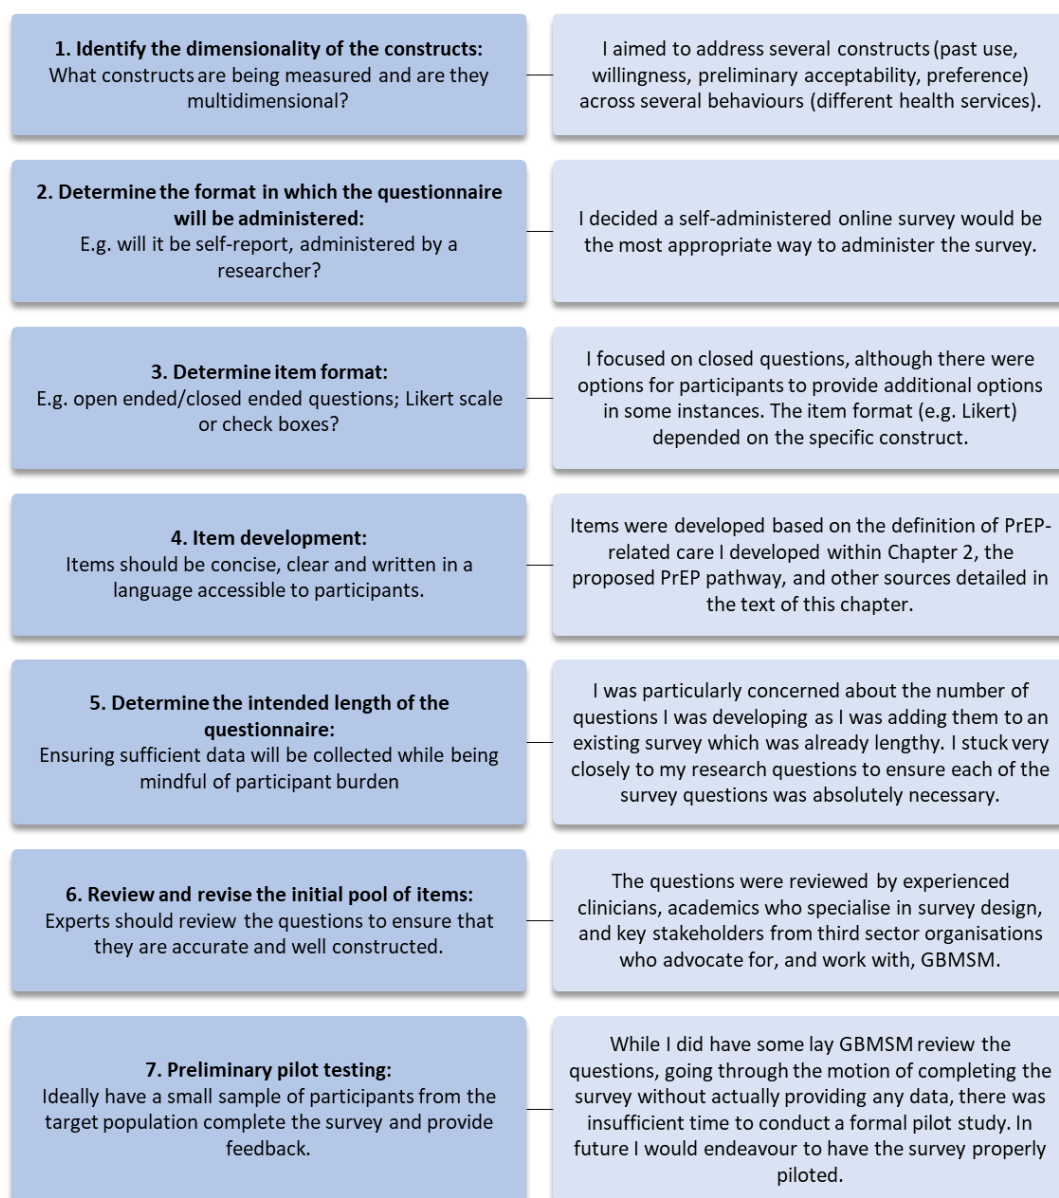 1. Identify the dimensionality of the constructs:
What constructs are being measured and are they
multidimensional?
I aimed to address several constructs (past use,
willingness, preliminary acceptability, preference)
across several behaviours (different health services).
2. Determine the format in which the questionnaire
will be administered:
E.g. will it be self-report, administered by a
researcher?
I decided a self-administered online survey would be
the most appropriate way to administer the survey.
3. Determine item format:
E.g. open ended/closed ended questions; Likert scale
or check boxes?
I focused on closed questions, although there were
options for participants to provide additional options
in some instances. The item format (e.g. Likert)
depended on the specific construct.
4. Item development:
Items should be concise, clear and written in a
language accessible to participants.
Items were developed based on the definition of PrEP-
related care I developed within Chapter 2, the
proposed PrEP pathway, and other sources detailed in
the text of this chapter.
5. Determine the intended length of the
questionnaire:
Ensuring sufficient data will be collected while being
mindful of participant burden
I was particularly concerned about the number of
questions I was developing as I was adding them to an
existing survey which was already lengthy. I stuck very
closely to my research questions to ensure each of the
survey questions was absolutely necessary.
6. Review and revise the initial pool of items:
Experts should review the questions to ensure that
they are accurate and well constructed.
The questions were reviewed by experienced
clinicians, academics who specialise in survey design,
and key stakeholders from third sector organisations
who advocate for, and work with, GBMSM.
7. Preliminary pilot testing:
Ideally have a small sample of participants from the
target population complete the survey and provide
feedback.
While I did have some lay GBMSM review the
questions, going through the motion of completing the
survey without actually providing any data, there was
insufficient time to conduct a formal pilot study. In
future I would endeavour to have the survey properly
piloted.